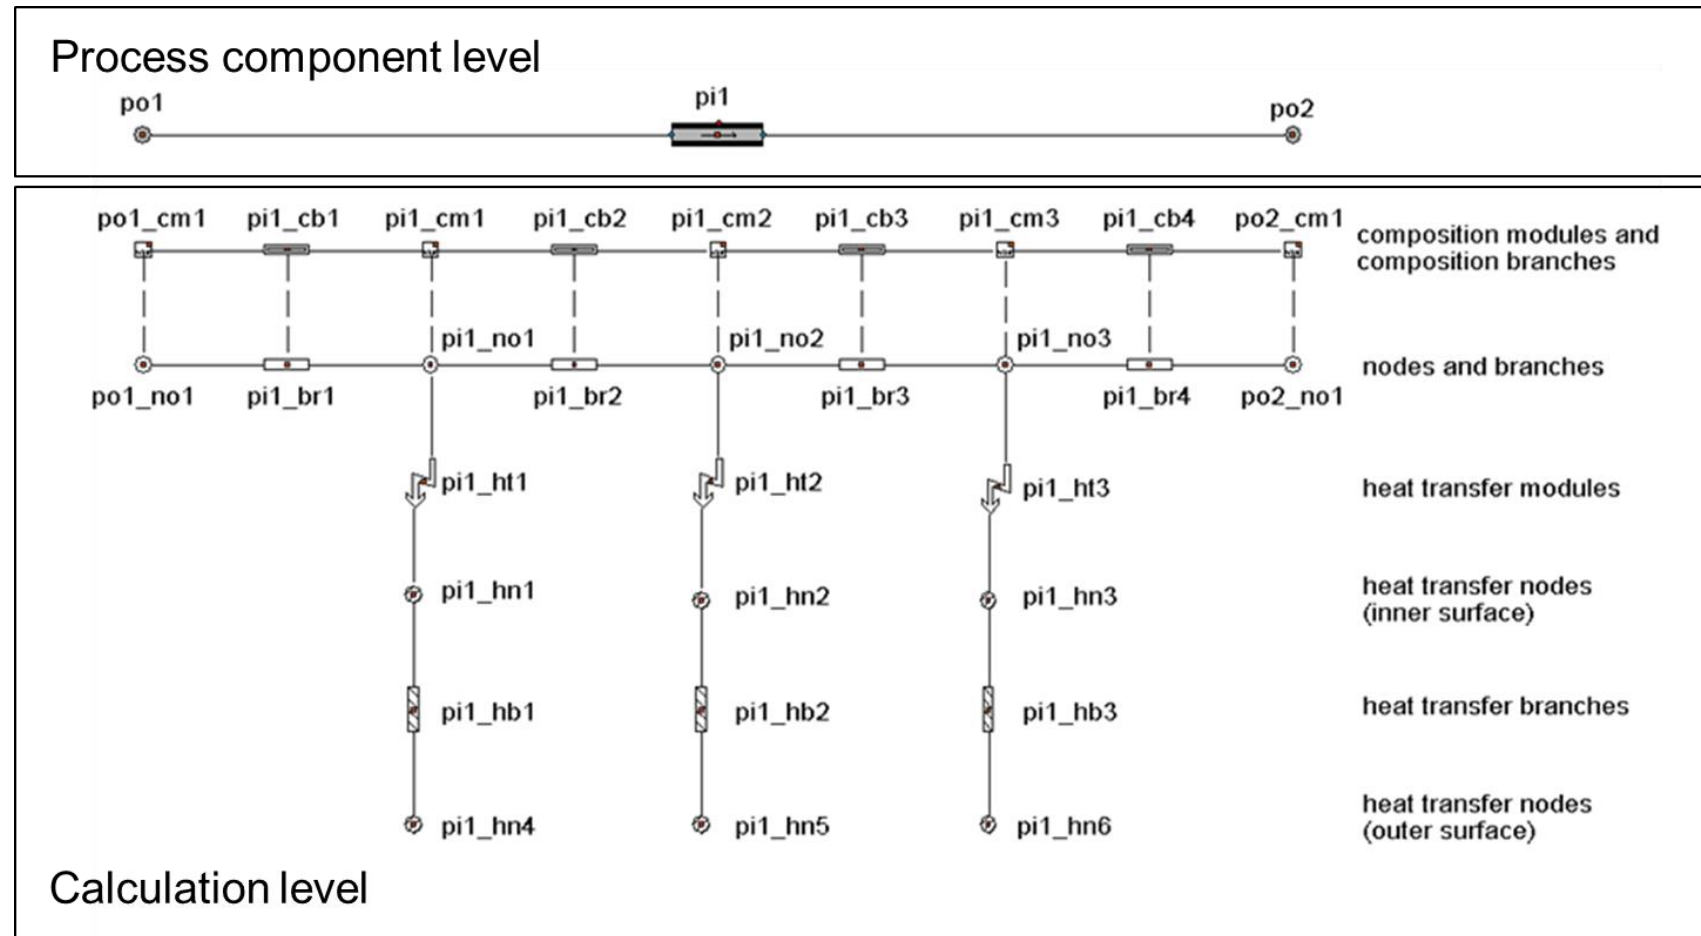 Process component level
po1
pi1
po2
po1_cm1 pi1_cb1 pi1_cm1 pi1_cb2 pi1_cm2 pi1_cb3 pi1_cm3 pi1_cb4 po2_cm1
composition modules and
composition branches
pi1_no1 pi1_no2 pi1_no3
nodes and branches
po1_no1 pi1_br1 pi1_br2 pi1_br3 pi1_br4 po2_no1
pi1_ht1 pi1_ht2 pi1_ht3 heat transfer modules
pi1_hn1 pi1_hn2 pi1_hn3
heat transfer nodes
(inner surface)
pi1_hb1 pi1_hb2 pi1_hb3 heat transfer branches
pi1_hn4 pi1_hn5 pi1_hn6
heat transfer nodes
(outer surface)
Calculation level